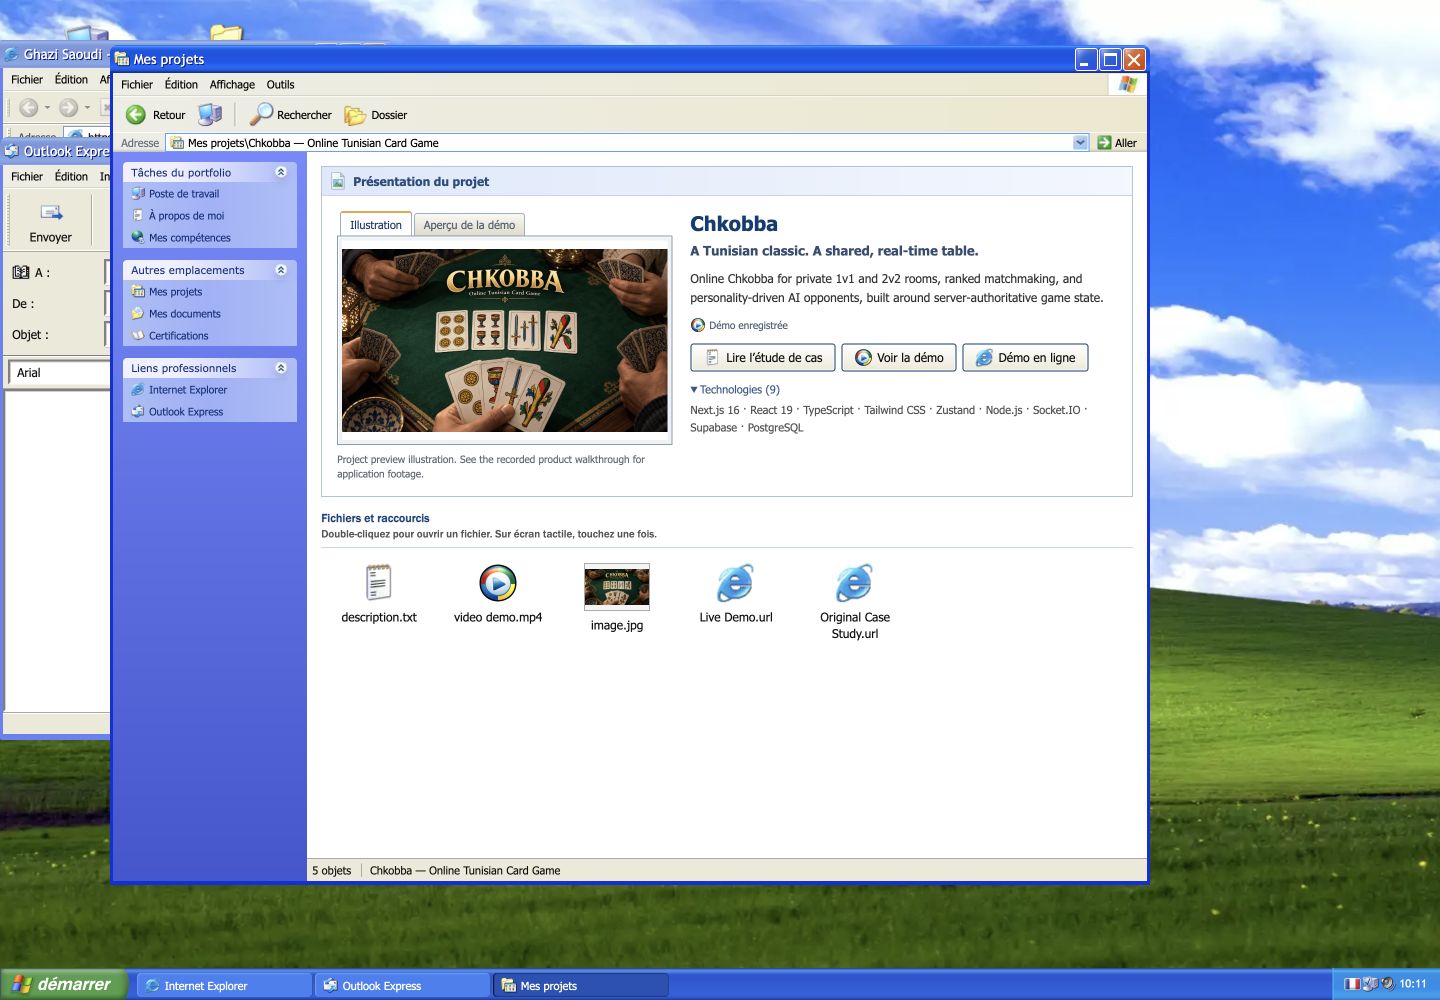 Ghazi Saoudi -
Fichier Édition
Adresse
Outlook Expre
Fichier Édition
Envoyer
A :
De :
Objet :
Arial
Mes projets
Fichier Édition Affichage Outils
Retour Rechercher Dossier
Adresse Mes projets\Chkobba — Online Tunisian Card Game Aller
Tâches du portfolio
Poste de travail
À propos de moi
Mes compétences
Autres emplacements
Mes projets
Mes documents
Certifications
Liens professionnels
Internet Explorer
Outlook Express
Présentation du projet
Illustration Aperçu de la démo
CHKOBBA
Online Tunisian Card Game
Project preview illustration. See the recorded product walkthrough for
application footage.
Chkobba
A Tunisian classic. A shared, real-time table.
Online Chkobba for private 1v1 and 2v2 rooms, ranked matchmaking, and
personality-driven AI opponents, built around server-authoritative game state.
Démo enregistrée
Lire l’étude de cas Voir la démo Démo en ligne
Technologies (9)
Next.js 16 · React 19 · TypeScript · Tailwind CSS · Zustand · Node.js · Socket.IO ·
Supabase · PostgreSQL
Fichiers et raccourcis
Double-cliquez pour ouvrir un fichier. Sur écran tactile, touchez une fois.
description.txt
video demo.mp4
image.jpg
Live Demo.url
Original Case
Study.url
5 objets Chkobba — Online Tunisian Card Game
démarrer Internet Explorer Outlook Express Mes projets 10:11